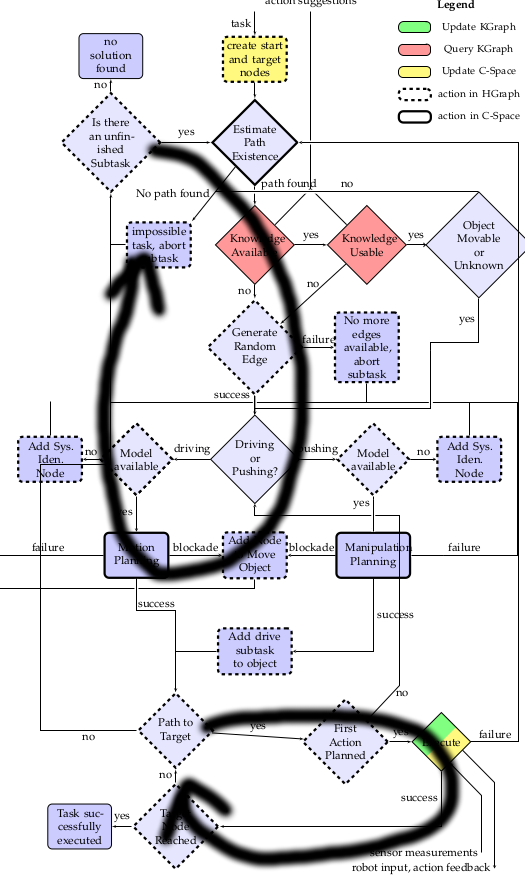 action suggestions
Legend
task
Update KGraph
Query KGraph
Update C-Space
action in HGraph
action in C-Space
no
solution
found
create start
and target
nodes
no
Is there
an unfin-
ished
Subtask
yes
Estimate
Path
Existence
No path found
path found
no
impossible
task, abort
subtask
Knowledge
Available
yes
Knowledge
Usable
yes
Object
Movable
or
Unknown
no
no
yes
Generate
Random
Edge
failure
No more
edges
available,
abort
subtask
success
Add Sys.
Iden.
Node
no
Model
available
driving
Driving
or
Pushing?
pushing
Model
available
no
Add Sys.
Iden.
Node
yes
yes
failure
Motion
Planning
blockade
Add Node
Move
Object
blockade
Manipulation
Planning
failure
success
success
Add drive
subtask
to object
no
Path to
Target
yes
First
Action
Planned
yes
Execute
failure
no
no
success
Task suc-
cessfully
executed
yes
Node
Reached
sensor measurements
robot input, action feedback